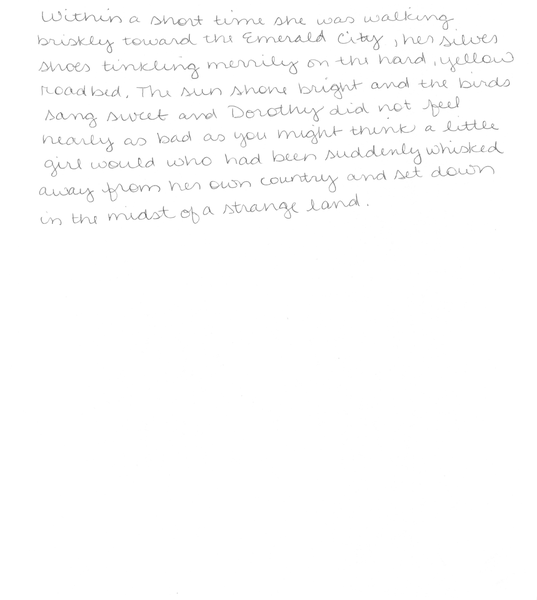 Within a short time she was walking
briskly toward the Emerald City, her silver
shoes tinkling merrily on the hard, yellow
roadbed. The sun shone bright and the birds
sang sweet and Dorothy did not feel
nearly as bad as you might think a little
girl would who had been suddenly whisked
away from her own country and set down
in the midst of a strange land.